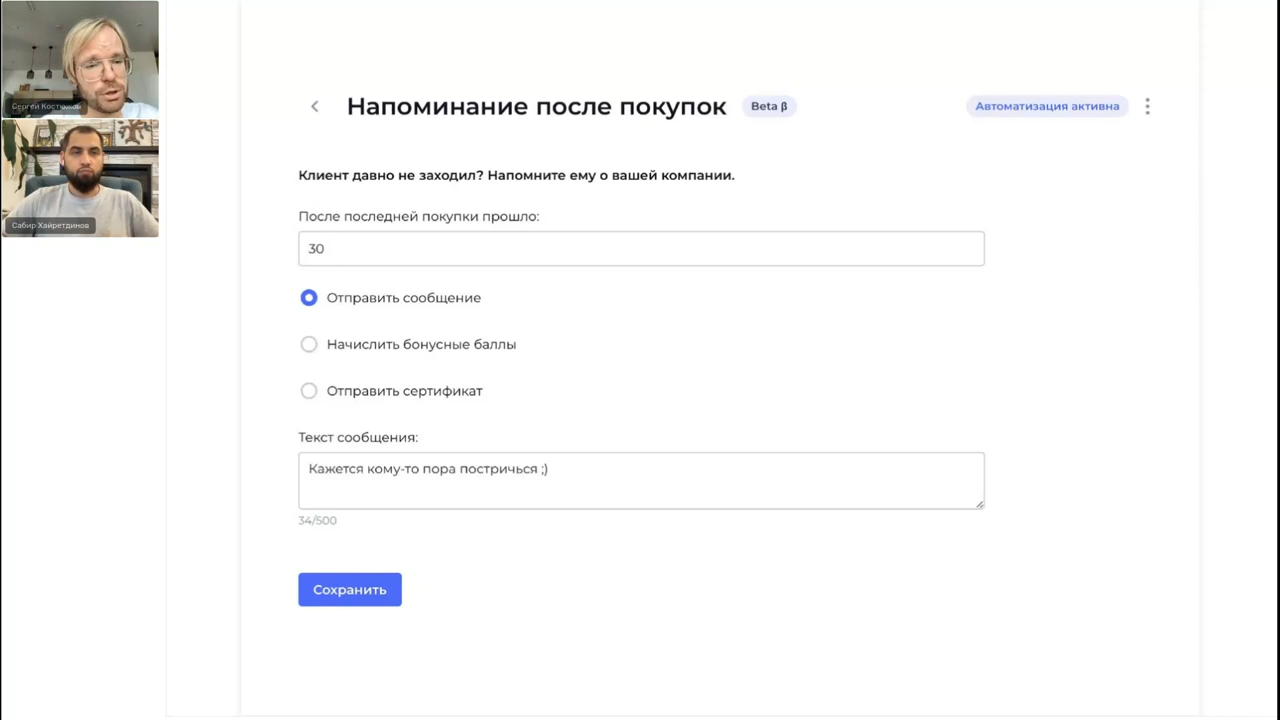 Сергей Костюков
Сабир Хайретдинов
Напоминание после покупок
Beta β
Автоматизация активна
Клиент давно не заходил? Напомните ему о вашей компании.
После последней покупки прошло:
30
Отправить сообщение
Начислить бонусные баллы
Отправить сертификат
Текст сообщения:
Кажется кому-то пора постричься ;)
34/500
Сохранить